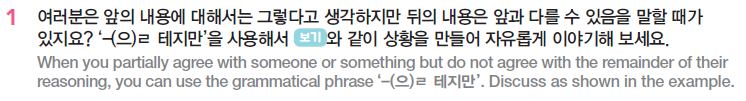 1 여러분은 앞의 내용에 대해서는 그렇다고 생각하지만 뒤의 내용은 앞과 다를 수 있음을 말할 때가
있지요? ‘–(으)ㄹ 테지만’을 사용해서 보기와 같이 상황을 만들어 자유롭게 이야기해 보세요.
When you partially agree with someone or something but do not agree with the remainder of their
reasoning, you can use the grammatical phrase ‘–(으)ㄹ 테지만’. Discuss as shown in the example.